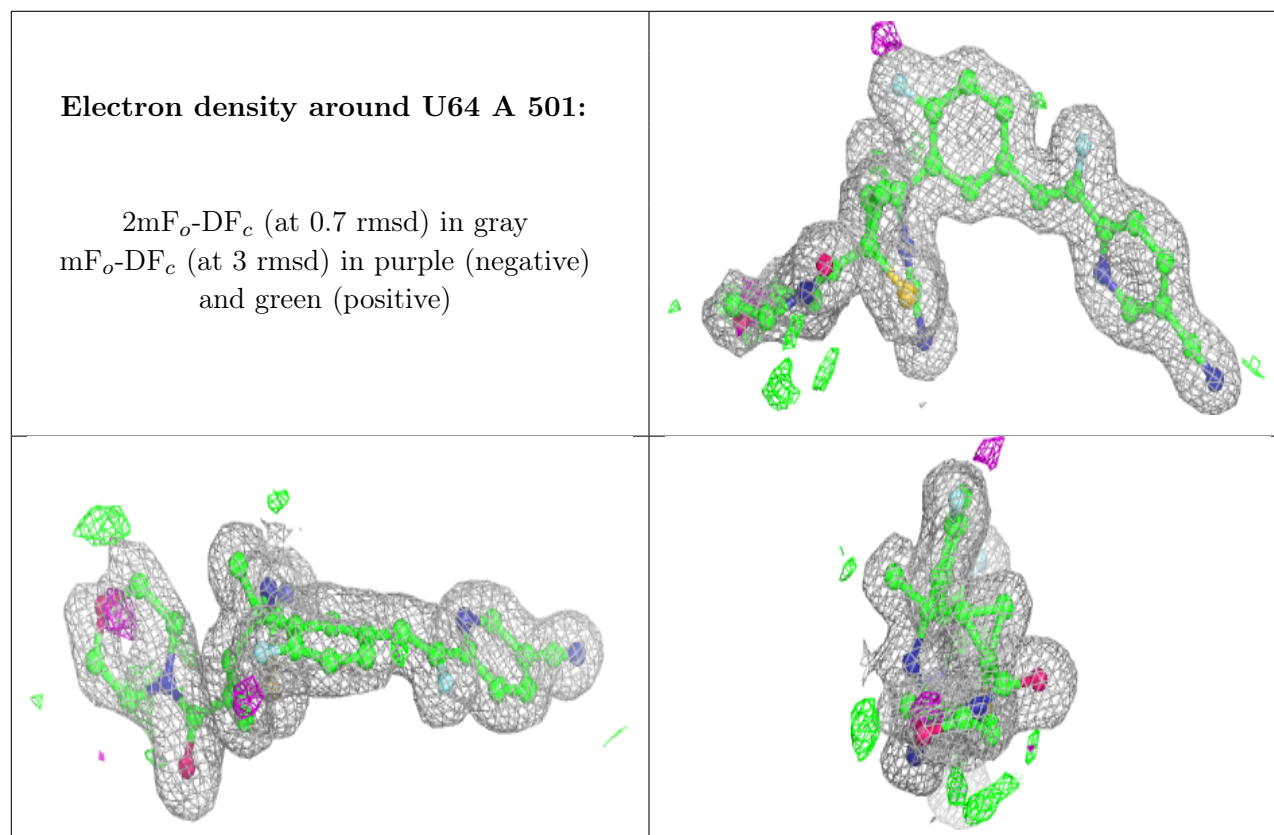 Electron density around U64 A 501:
2mFo-DFc (at 0.7 rmsd) in gray
mFo-DFc (at 3 rmsd) in purple (negative)
and green (positive)